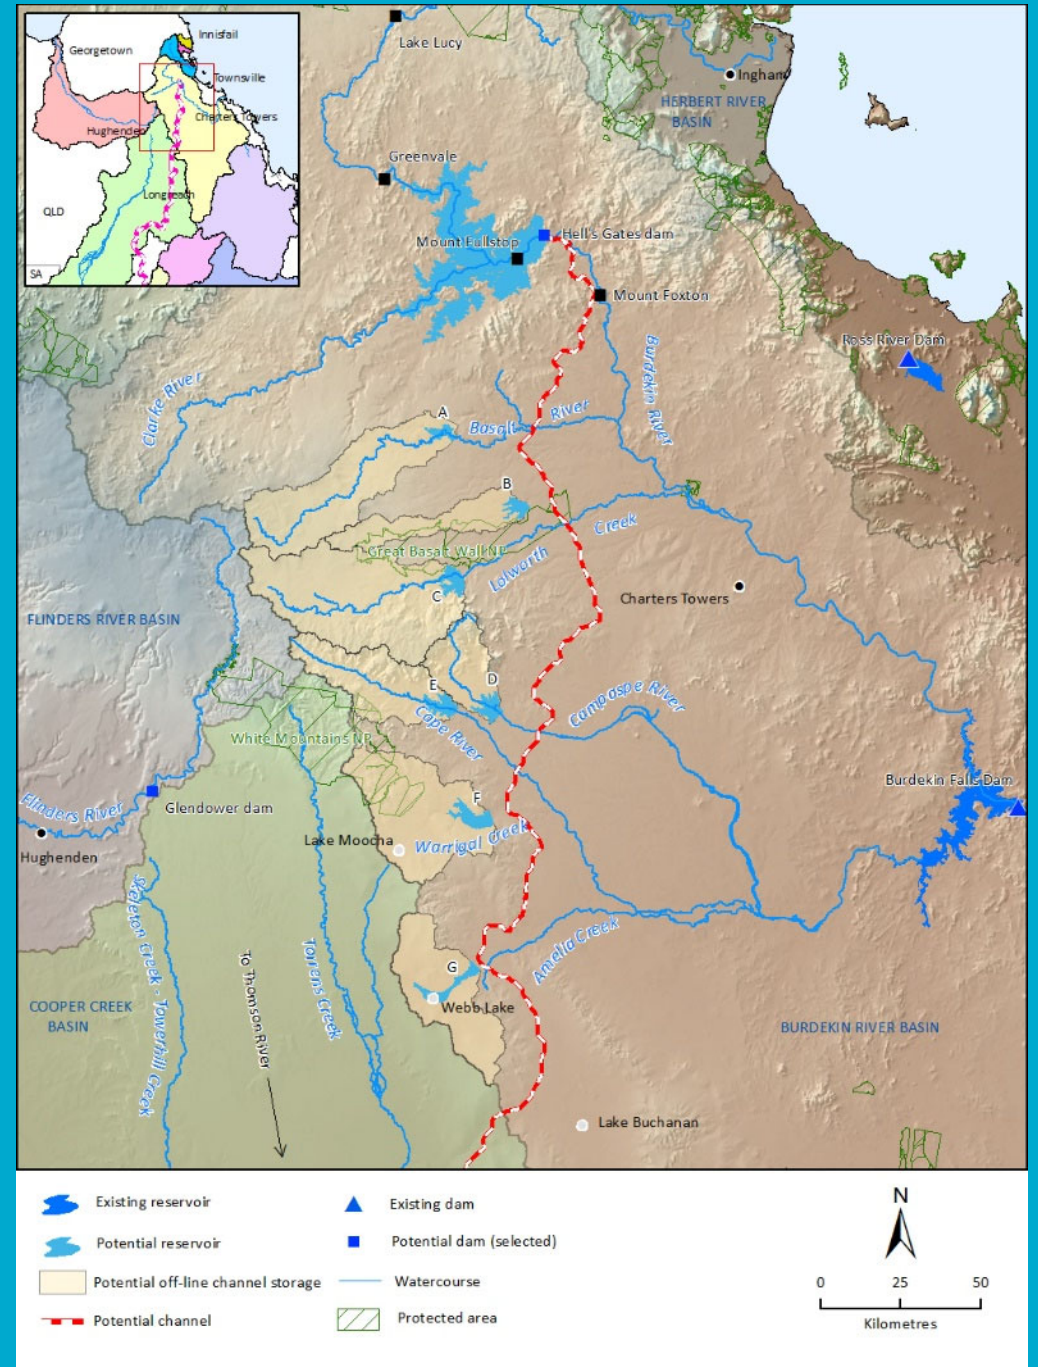 Innisfail
Georgetown
Townsville
Charters Towers
Hughenden
Longreach
QLD
SA
Lake Lucy
Ingham
HERBERT RIVER
BASIN
Greenvale
Mount Fullstop
Hell's Gates dam
Mount Foxton
Ross River Dam
Burdekin River
Clarke River
A
Basalt River
B
Great Basalt Wall NP
Lolworth Creek
C
Charters Towers
FLINDERS RIVER BASIN
D
E
Cape River
Campaspe River
White Mountains NP
Burdekin Falls Dam
Glendower dam
Flinders River
Hughenden
F
Lake Moocha
Warrigal Creek
Skeleton Creek - Towerhill Creek
To Thomson River
Torrens Creek
Amelia Creek
G
Webb Lake
COOPER CREEK
BASIN
BURDEKIN RIVER BASIN
Lake Buchanan
Existing reservoir
Existing dam
Potential reservoir
Potential dam (selected)
Potential off-line channel storage
Watercourse
Potential channel
Protected area
N
0 25 50
Kilometres